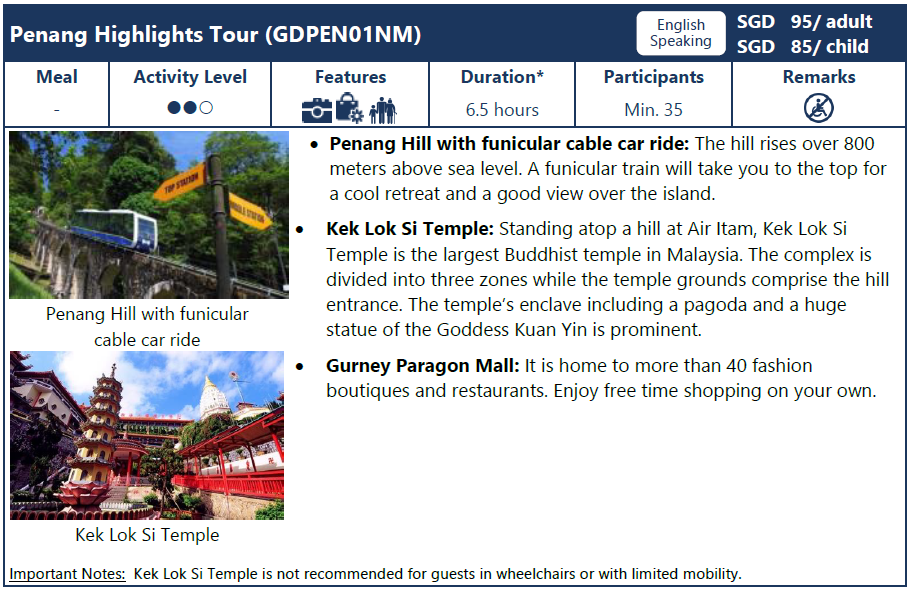 Penang Highlights Tour (GDPEN01NM)
English
Speaking
SGD 95/ adult
SGD 85/ child
Meal
Activity Level
Features
Duration*
Participants
Remarks
-
6.5 hours
Min. 35
TOP STATION
MIDDLE STATION
Penang Hill with funicular
cable car ride
Kek Lok Si Temple
• Penang Hill with funicular cable car ride: The hill rises over 800
meters above sea level. A funicular train will take you to the top for
a cool retreat and a good view over the island.
• Kek Lok Si Temple: Standing atop a hill at Air Itam, Kek Lok Si
Temple is the largest Buddhist temple in Malaysia. The complex is
divided into three zones while the temple grounds comprise the hill
entrance. The temple’s enclave including a pagoda and a huge
statue of the Goddess Kuan Yin is prominent.
• Gurney Paragon Mall: It is home to more than 40 fashion
boutiques and restaurants. Enjoy free time shopping on your own.
Important Notes: Kek Lok Si Temple is not recommended for guests in wheelchairs or with limited mobility.